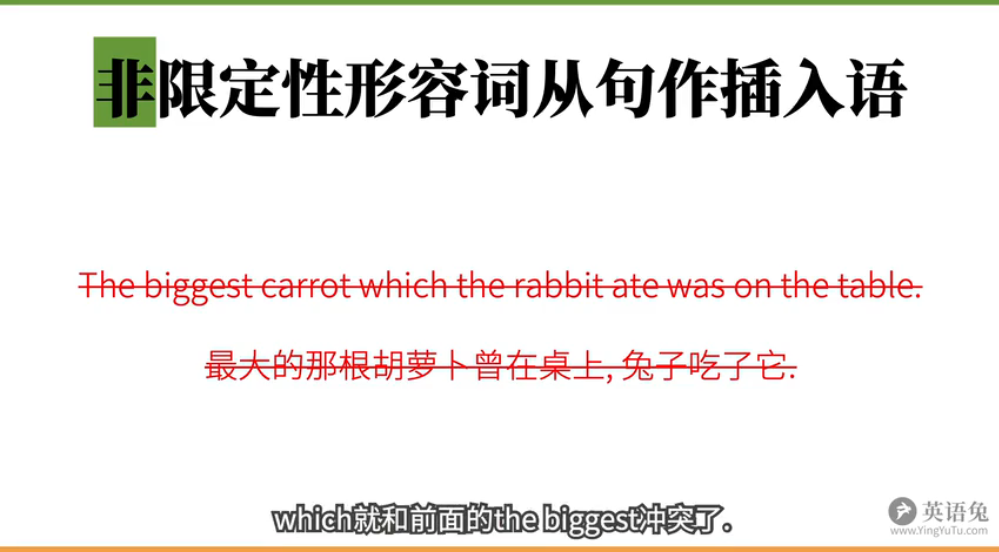 非限定性形容词从句作插入语
The biggest carrot which the rabbit ate was on the table.
最大的那根胡萝卜曾在桌上, 兔子吃了它.
which就和前面的the biggest冲突了.
英语兔
www.YingYuTu.com